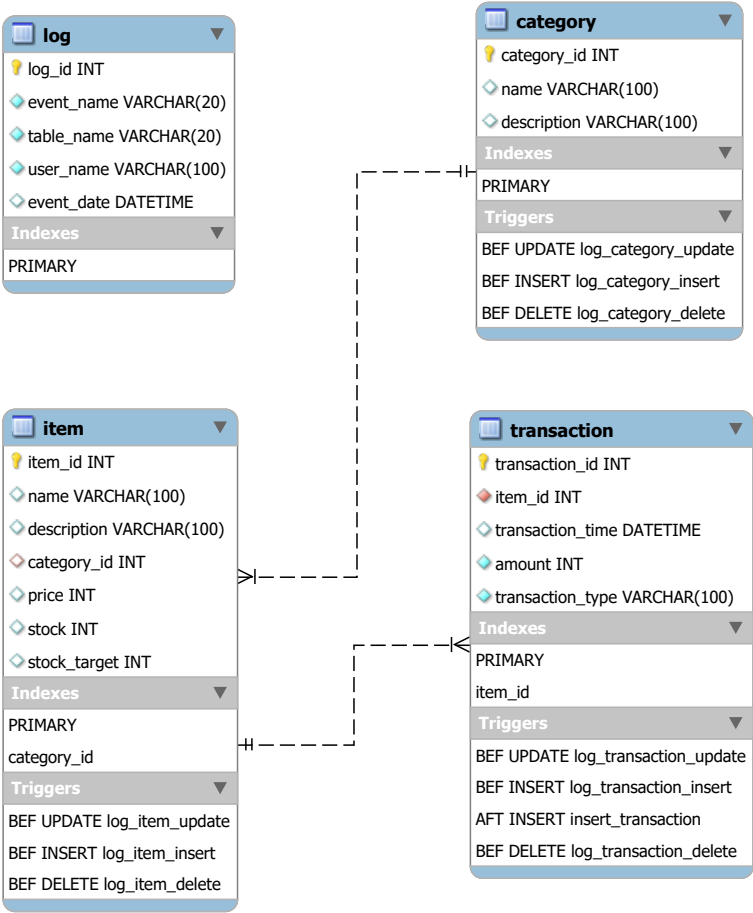 log
log_id INT
event_name VARCHAR(20)
table_name VARCHAR(20)
user_name VARCHAR(100)
event_date DATETIME
Indexes
PRIMARY
category
category_id INT
name VARCHAR(100)
description VARCHAR(100)
Indexes
PRIMARY
Triggers
BEF UPDATE log_category_update
BEF INSERT log_category_insert
BEF DELETE log_category_delete
item
item_id INT
name VARCHAR(100)
description VARCHAR(100)
category_id INT
price INT
stock INT
stock_target INT
Indexes
PRIMARY
category_id
Triggers
BEF UPDATE log_item_update
BEF INSERT log_item_insert
BEF DELETE log_item_delete
transaction
transaction_id INT
item_id INT
transaction_time DATETIME
amount INT
transaction_type VARCHAR(100)
Indexes
PRIMARY
item_id
Triggers
BEF UPDATE log_transaction_update
BEF INSERT log_transaction_insert
AFT INSERT insert_transaction
BEF DELETE log_transaction_delete